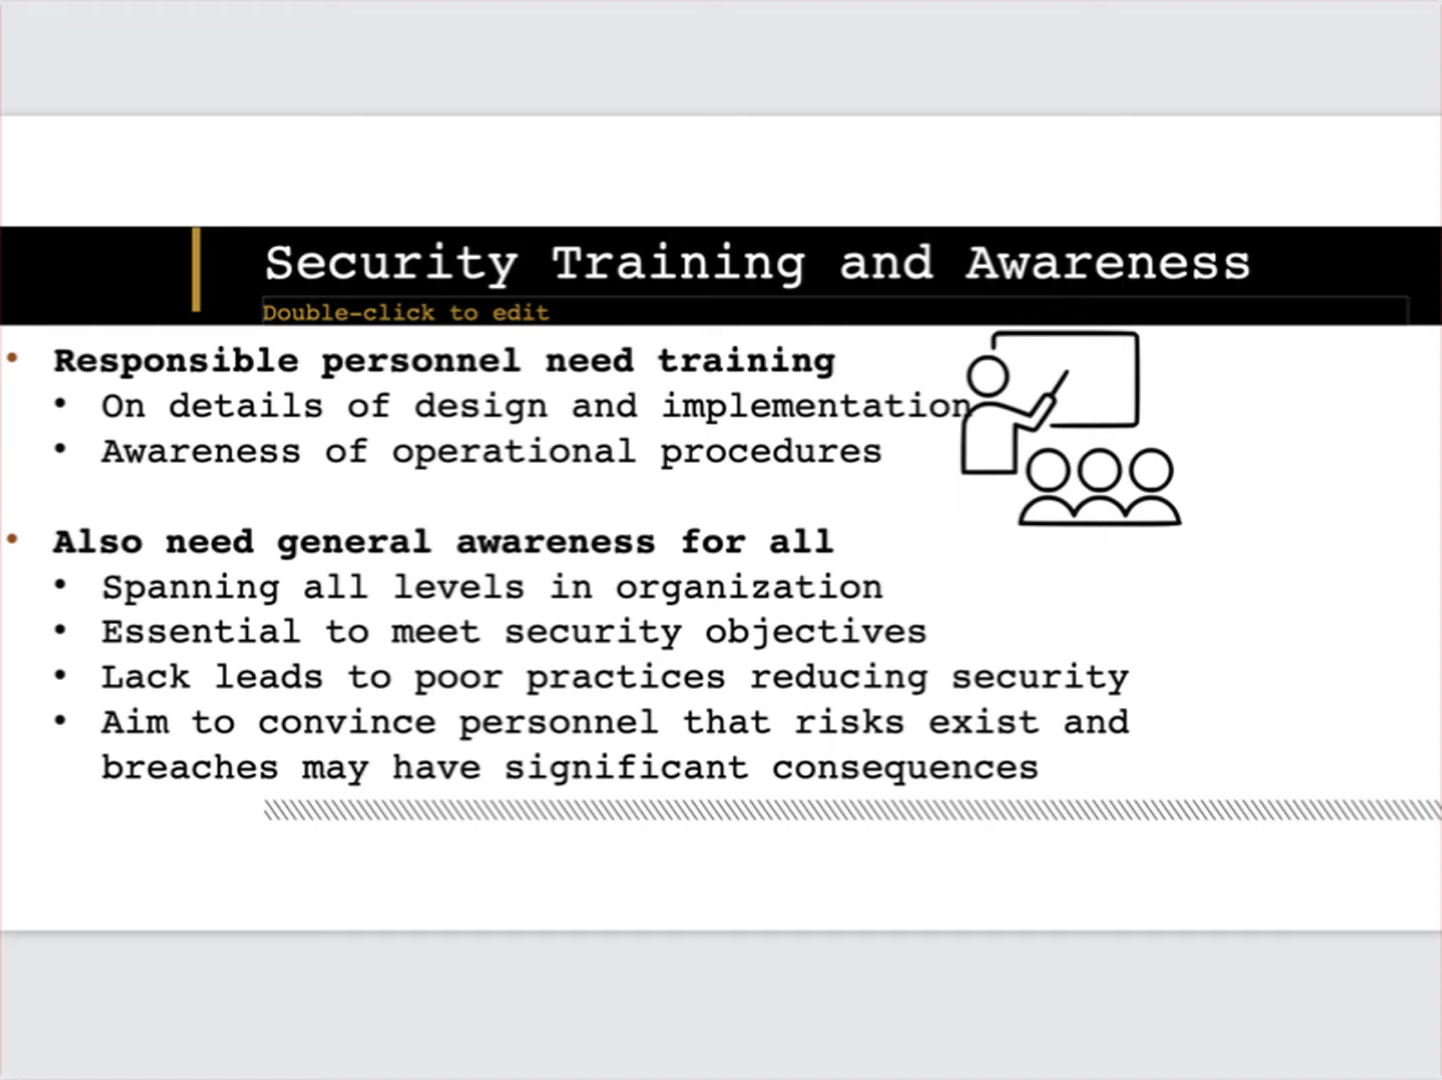 Security Training and Awareness
Double-click to edit
• Responsible personnel need training
• On details of design and implementation
• Awareness of operational procedures
• Also need general awareness for all
• Spanning all levels in organization
• Essential to meet security objectives
• Lack leads to poor practices reducing security
• Aim to convince personnel that risks exist and
breaches may have significant consequences